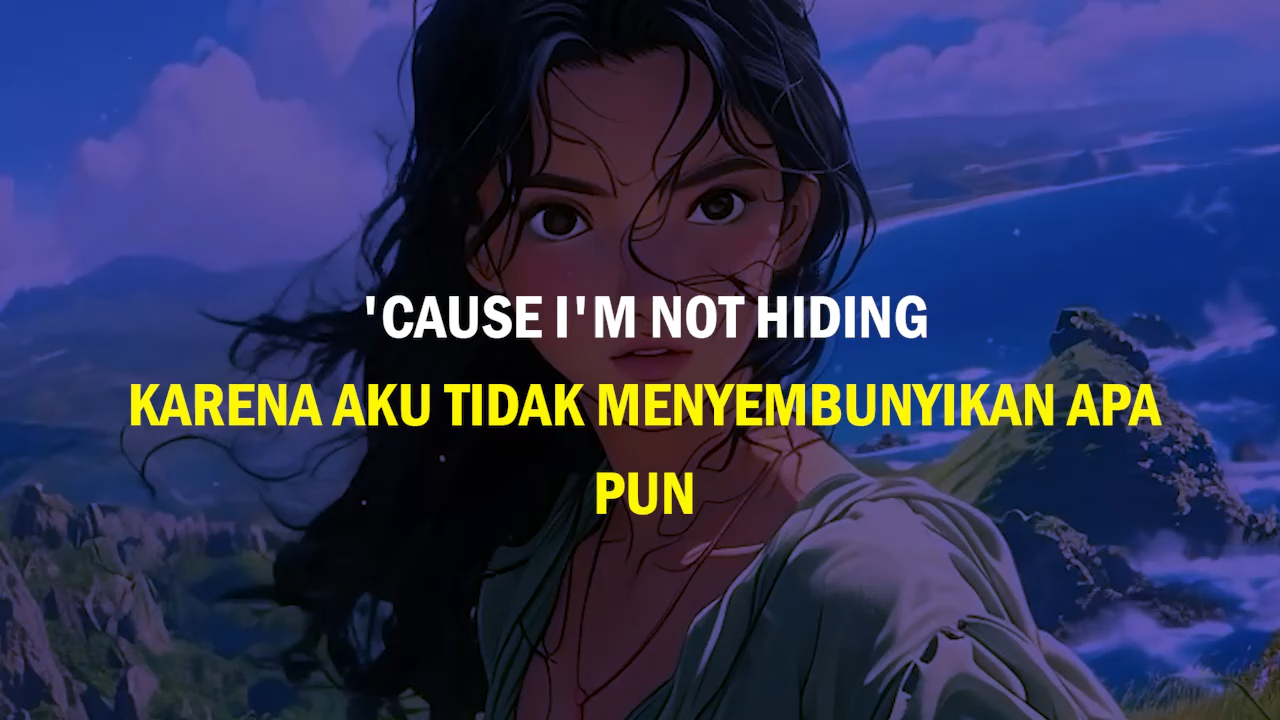 'CAUSE I'M NOT HIDING
KARENA AKU TIDAK MENYEMBUNYIKAN APA
PUN